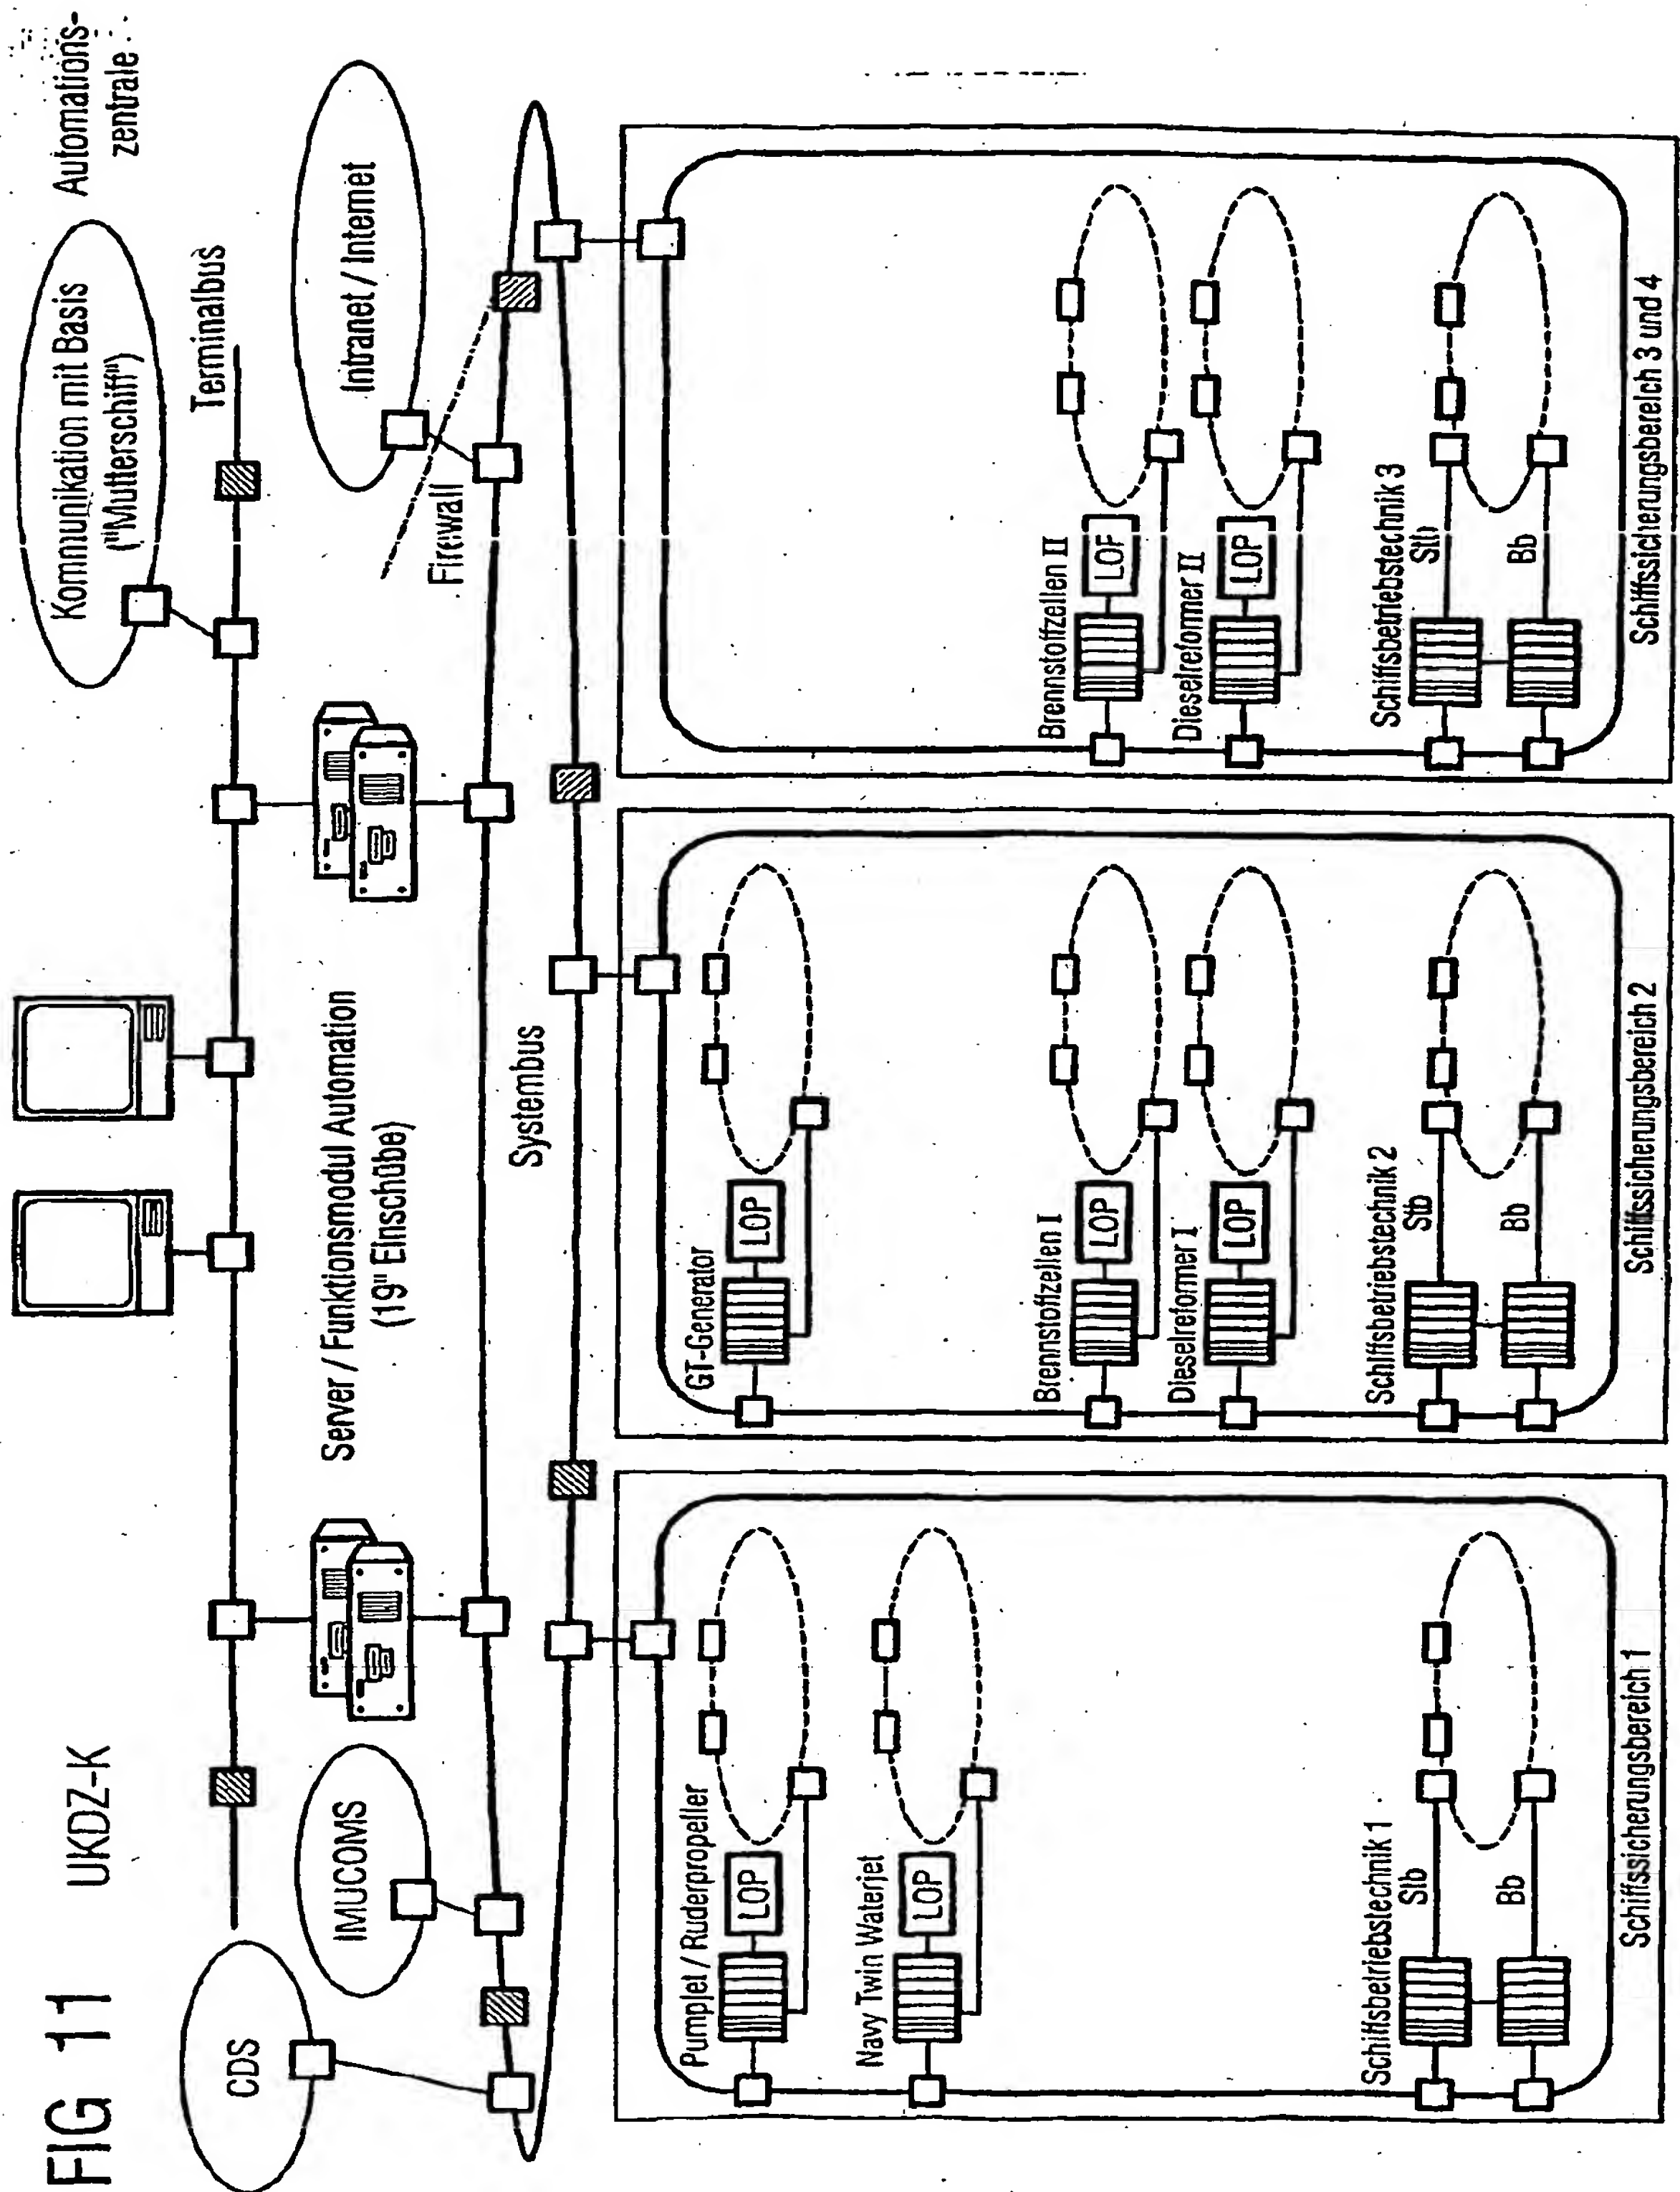 FIG 11
UKDZ-K
Automations-
zentrale
Kommunikation mit Basis
("Mutterschiff")
Terminalbus
CDS
IMUCOMS
Server / Funktionsmodul Automation
(19" Einschübe)
Intranet / Internet
Firewall
Systembus
Pumpjet / Ruderpropeller
LOP
Navy Twin Waterjet
LOP
Schiffsbetriebstechnik 1
Stb
Bb
Schiffssicherungsbereich 1
GT-Generator
LOP
Brennstoffzellen I
LOP
Dieselreformer I
LOP
Schiffsbetriebstechnik 2
Stb
Bb
Schiffssicherungsbereich 2
Brennstoffzellen II
LOF
Dieselreformer II
LOP
Schiffsbetriebstechnik 3
Stb
Bb
Schiffssicherungsbereich 3 und 4